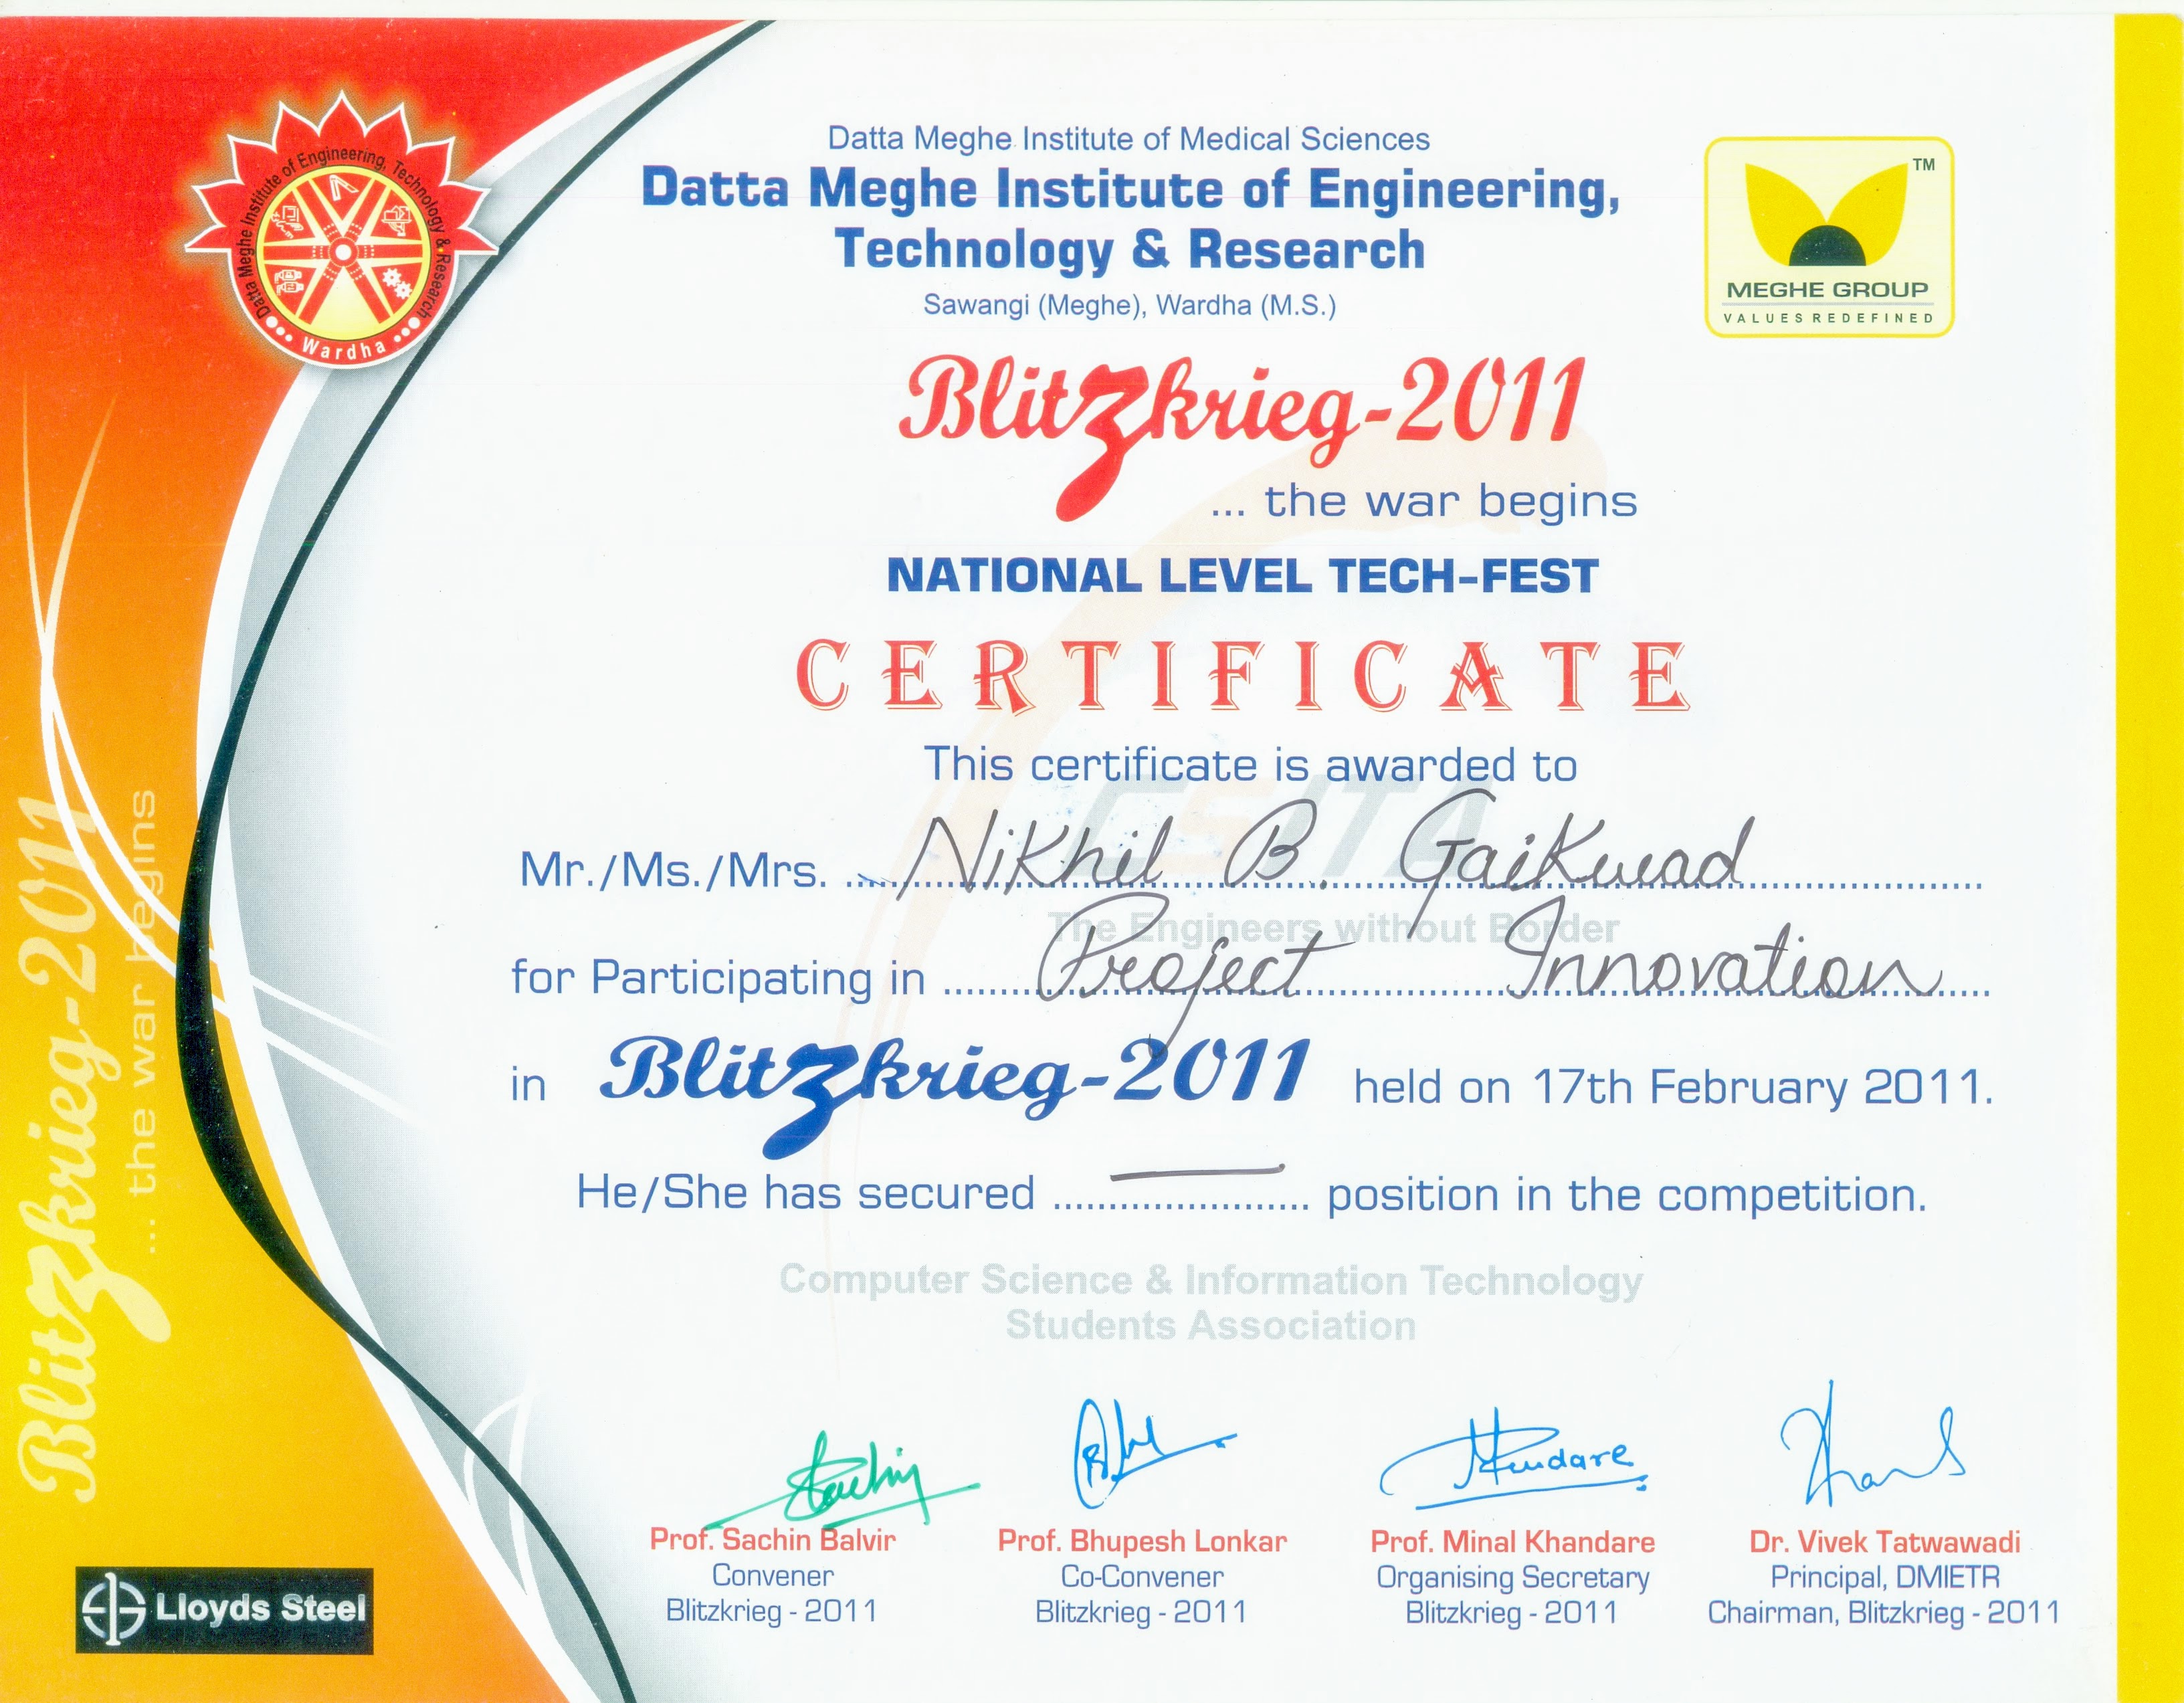 Datta Meghe Institute of Medical Sciences
Datta Meghe Institute of Engineering,
Technology & Research
Sawangi (Meghe), Wardha (M.S.)
Datta Meghe Institute of Engineering, Technology & Research
Wardha
TM
MEGHE GROUP
VALUES REDEFINED
Blitzkrieg-2011
... the war begins
NATIONAL LEVEL TECH-FEST
CERTIFICATE
This certificate is awarded to
CSITA
Mr./Ms./Mrs. Nikhil B. Gaikwad
The Engineers without Border
for Participating in Project Innovation
in Blitzkrieg-2011 held on 17th February 2011.
He/She has secured — position in the competition.
Computer Science & Information Technology
Students Association
Blitzkrieg-2011
... the war begins
Sachin
Khandare
Prof. Sachin Balvir
Convener
Blitzkrieg - 2011
Prof. Bhupesh Lonkar
Co-Convener
Blitzkrieg - 2011
Prof. Minal Khandare
Organising Secretary
Blitzkrieg - 2011
Dr. Vivek Tatwawadi
Principal, DMIETR
Chairman, Blitzkrieg - 2011
Lloyds Steel